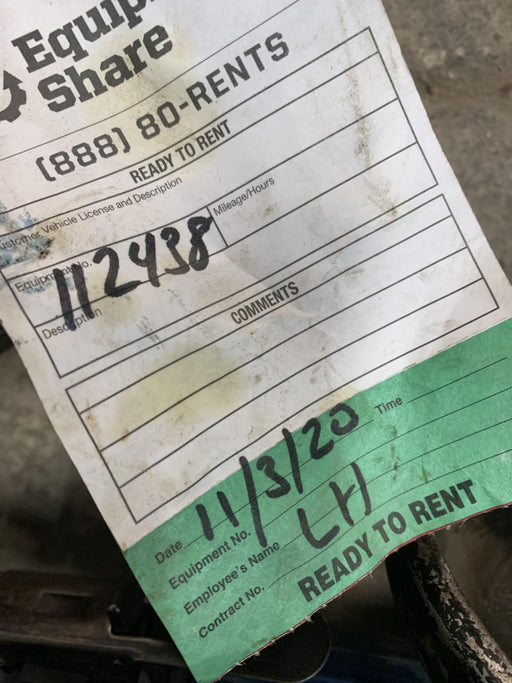 Equip
Share
(888) 80-RENTS
READY TO RENT
ustomer Vehicle License and Description
Equipment No. Mileage/Hours
112438
Description
COMMENTS
Date 11/3/20 Time
Equipment No.
Employee's Name LH
Contract No.
READY TO RENT